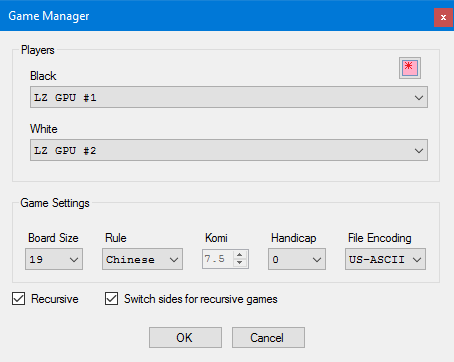 Game Manager
x
Players
*
Black
LZ GPU #1
White
LZ GPU #2
Game Settings
Board Size Rule Komi Handicap File Encoding
19 Chinese 7.5 0 US-ASCII
Recursive Switch sides for recursive games
OK Cancel